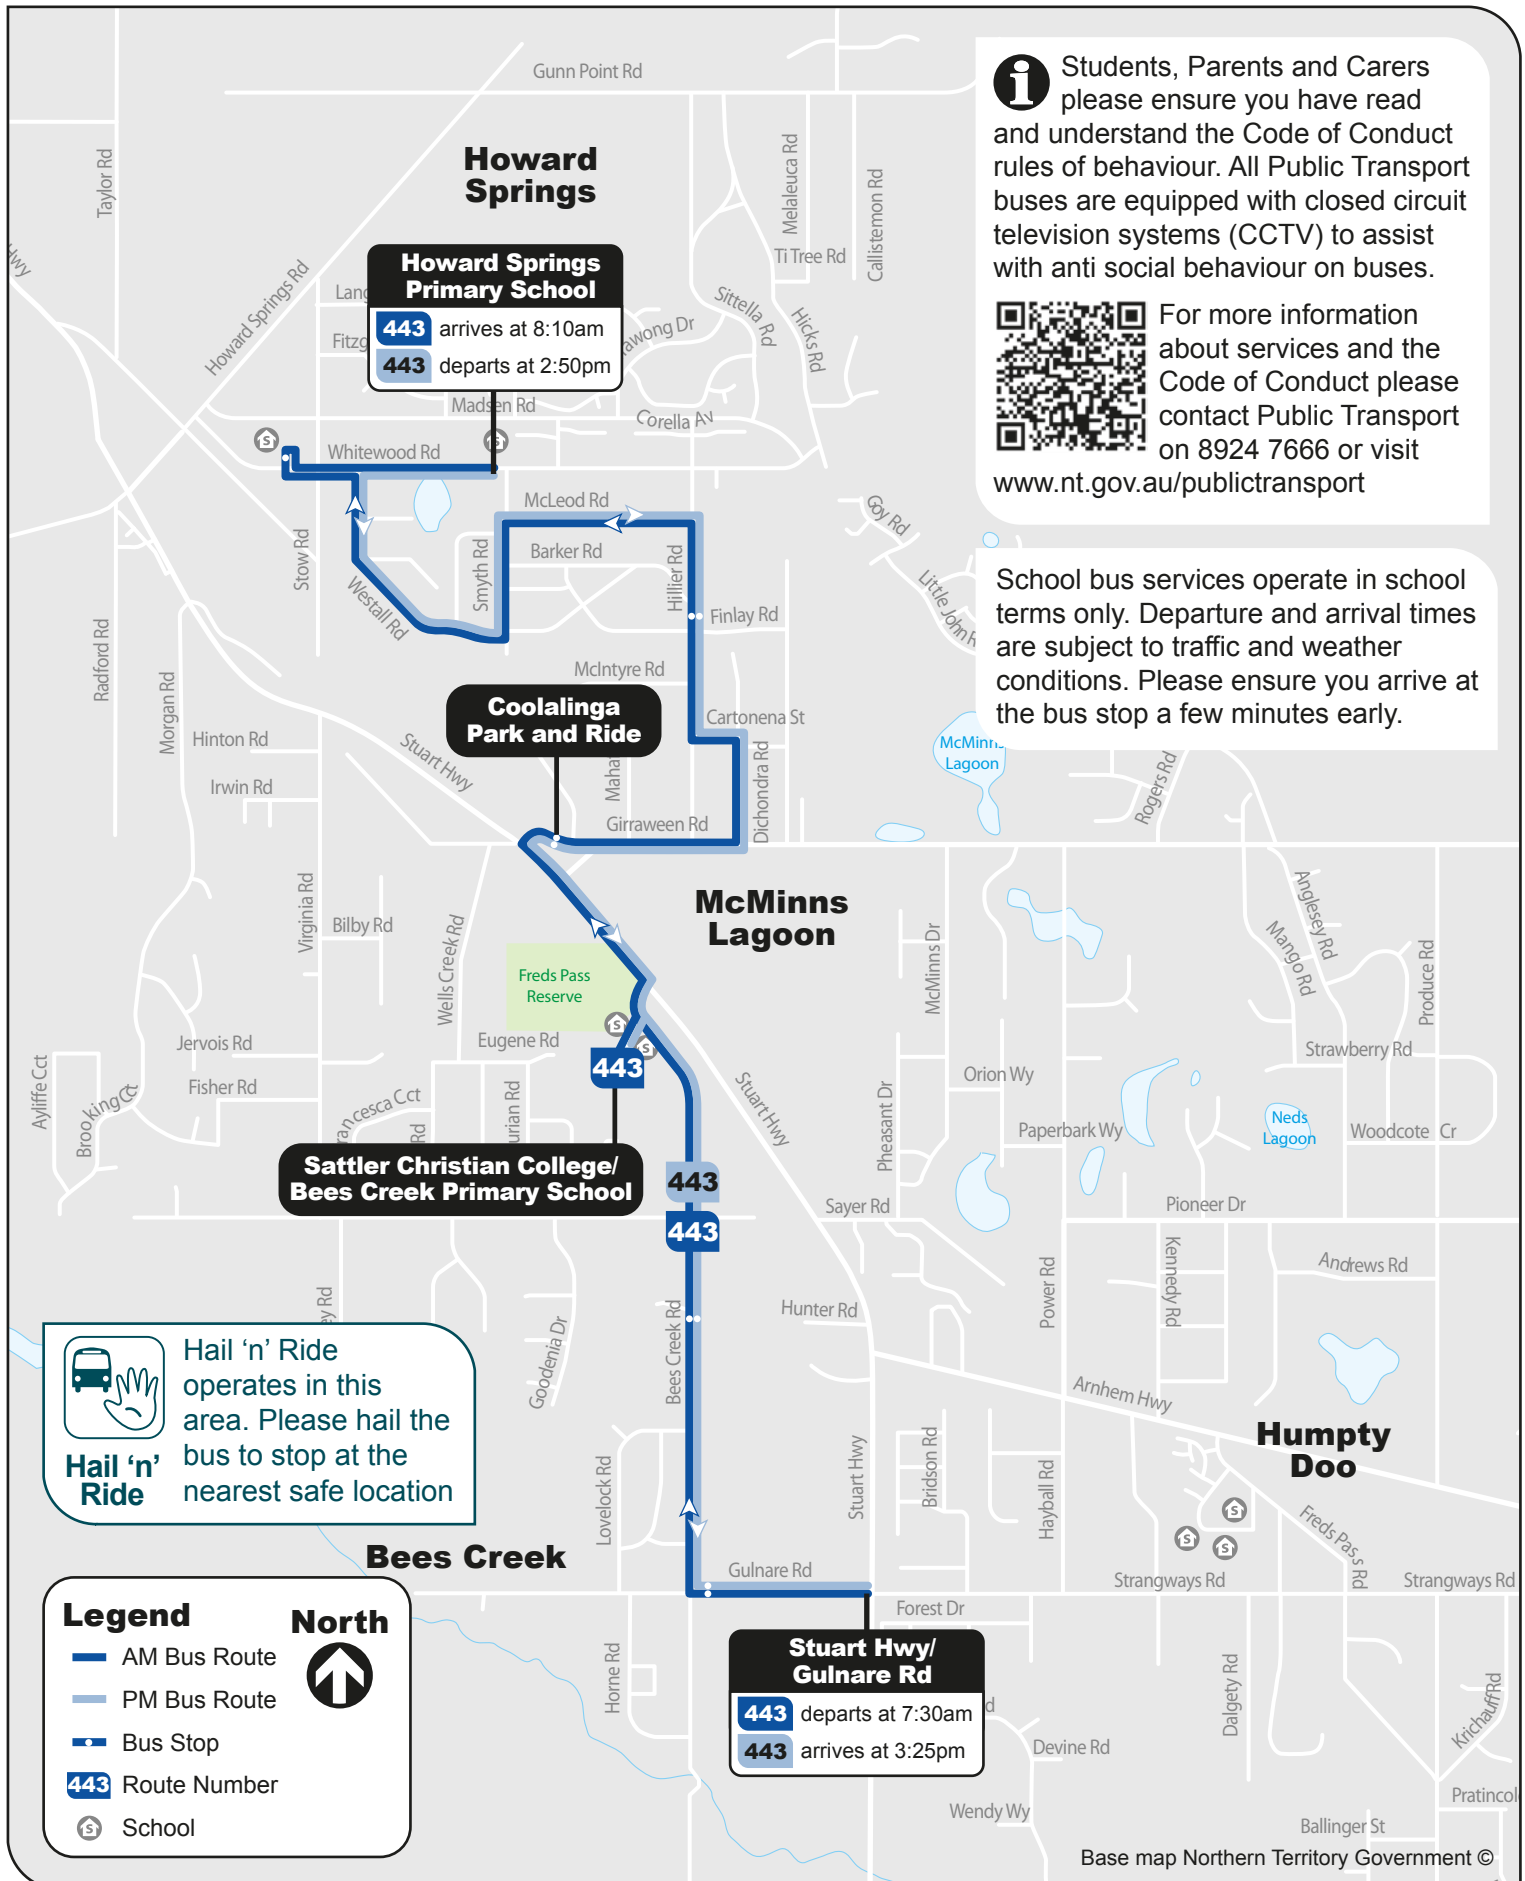 Gunn Point Rd
Taylor Rd
Hwy
Howard
Springs
Melaleuca Rd
Callistemon Rd
Ti Tree Rd
Howard Springs Rd
Sittella Rd
Hicks Rd
Howard Springs
Primary School
443 arrives at 8:10am
443 departs at 2:50pm
Madsen Rd
Corella Av
Whitewood Rd
McLeod Rd
Goy Rd
Barker Rd
Stow Rd
Smyth Rd
Hillier Rd
Westall Rd
Finlay Rd
Radford Rd
McIntyre Rd
Morgan Rd
Coolalinga
Park and Ride
Cartonena St
Hinton Rd
Stuart Hwy
Dichondra Rd
McMinns
Lagoon
Irwin Rd
Rogers Rd
Girraween Rd
McMinns
Lagoon
Virginia Rd
Bilby Rd
Wells Creek Rd
Freds Pass
Reserve
McMinns Dr
Anglesey Rd
Mango Rd
Produce Rd
Jervois Rd
Eugene Rd
443
Strawberry Rd
Ayliffe Cct
Brooking Cct
Fisher Rd
Stuart Hwy
Orion Wy
Pheasant Dr
Paperbark Wy
Neds
Lagoon
Woodcote Cr
Rd
Sattler Christian College/
Bees Creek Primary School
443
443
Sayer Rd
Pioneer Dr
Power Rd
Kennedy Rd
Andrews Rd
Hunter Rd
Bees Creek Rd
Goodenia Dr
Arnhem Hwy
Humpty
Doo
Hail ‘n’
Ride
Hail ‘n’ Ride
operates in this
area. Please hail the
bus to stop at the
nearest safe location
Lovelock Rd
Stuart Hwy
Bridson Rd
Hayball Rd
Freds Pass Rd
Bees Creek
Gulnare Rd
Strangways Rd
Strangways Rd
Forest Dr
Horne Rd
Stuart Hwy/
Gulnare Rd
443 departs at 7:30am
443 arrives at 3:25pm
Dalgety Rd
Krichauff Rd
Devine Rd
Wendy Wy
Ballinger St
Legend
North
AM Bus Route
PM Bus Route
Bus Stop
443 Route Number
School
Students, Parents and Carers
please ensure you have read
and understand the Code of Conduct
rules of behaviour. All Public Transport
buses are equipped with closed circuit
television systems (CCTV) to assist
with anti social behaviour on buses.
For more information
about services and the
Code of Conduct please
contact Public Transport
on 8924 7666 or visit
www.nt.gov.au/publictransport
School bus services operate in school
terms only. Departure and arrival times
are subject to traffic and weather
conditions. Please ensure you arrive at
the bus stop a few minutes early.
Base map Northern Territory Government ©